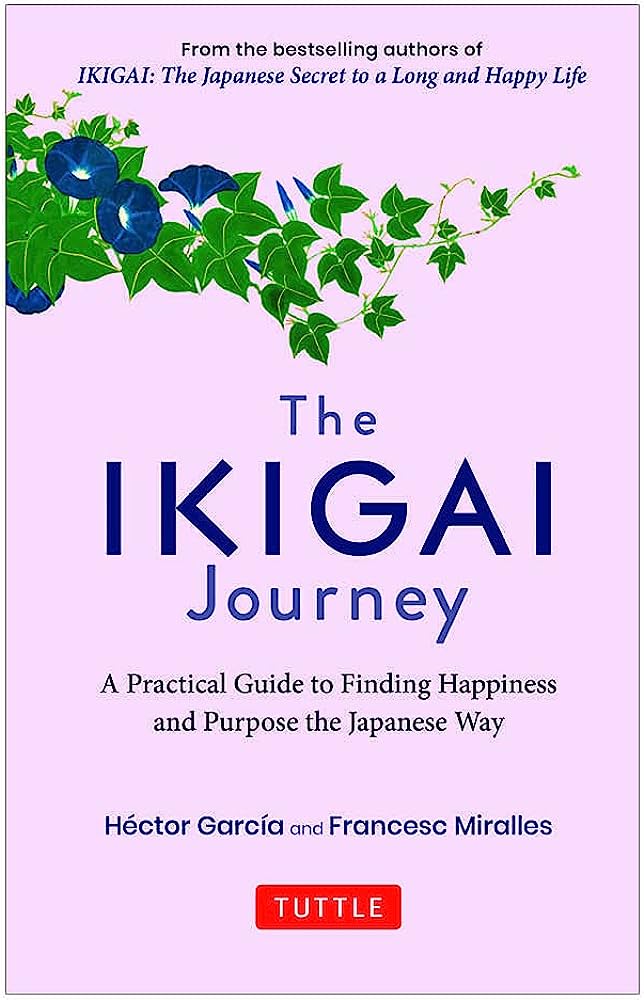 From the bestselling authors of
IKIGAI: The Japanese Secret to a Long and Happy Life
The
IKIGAI
Journey
A Practical Guide to Finding Happiness
and Purpose the Japanese Way
Héctor García and Francesc Miralles
TUTTLE